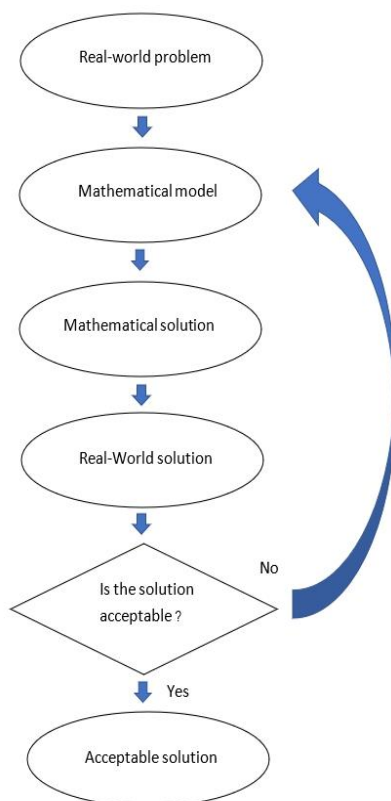 Real-world problem
Mathematical model
Mathematical solution
Real-World solution
No
Is the solution
acceptable ?
Yes
Acceptable solution